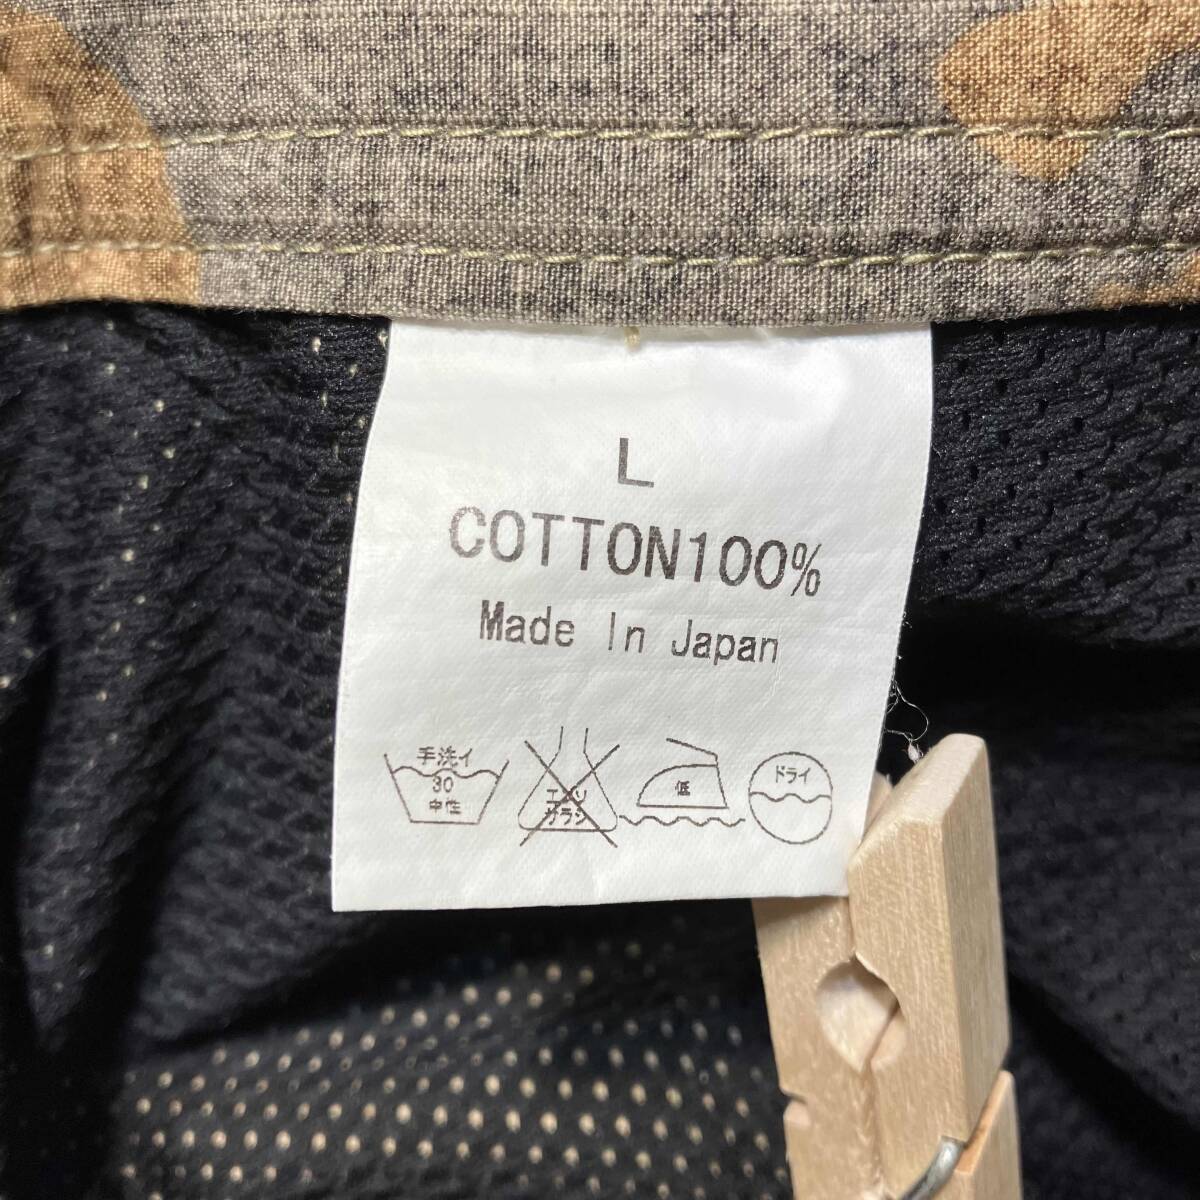 L
COTTON100%
Made In Japan
手洗イ
30
中性
エンソ
サラシ
低
ドライ